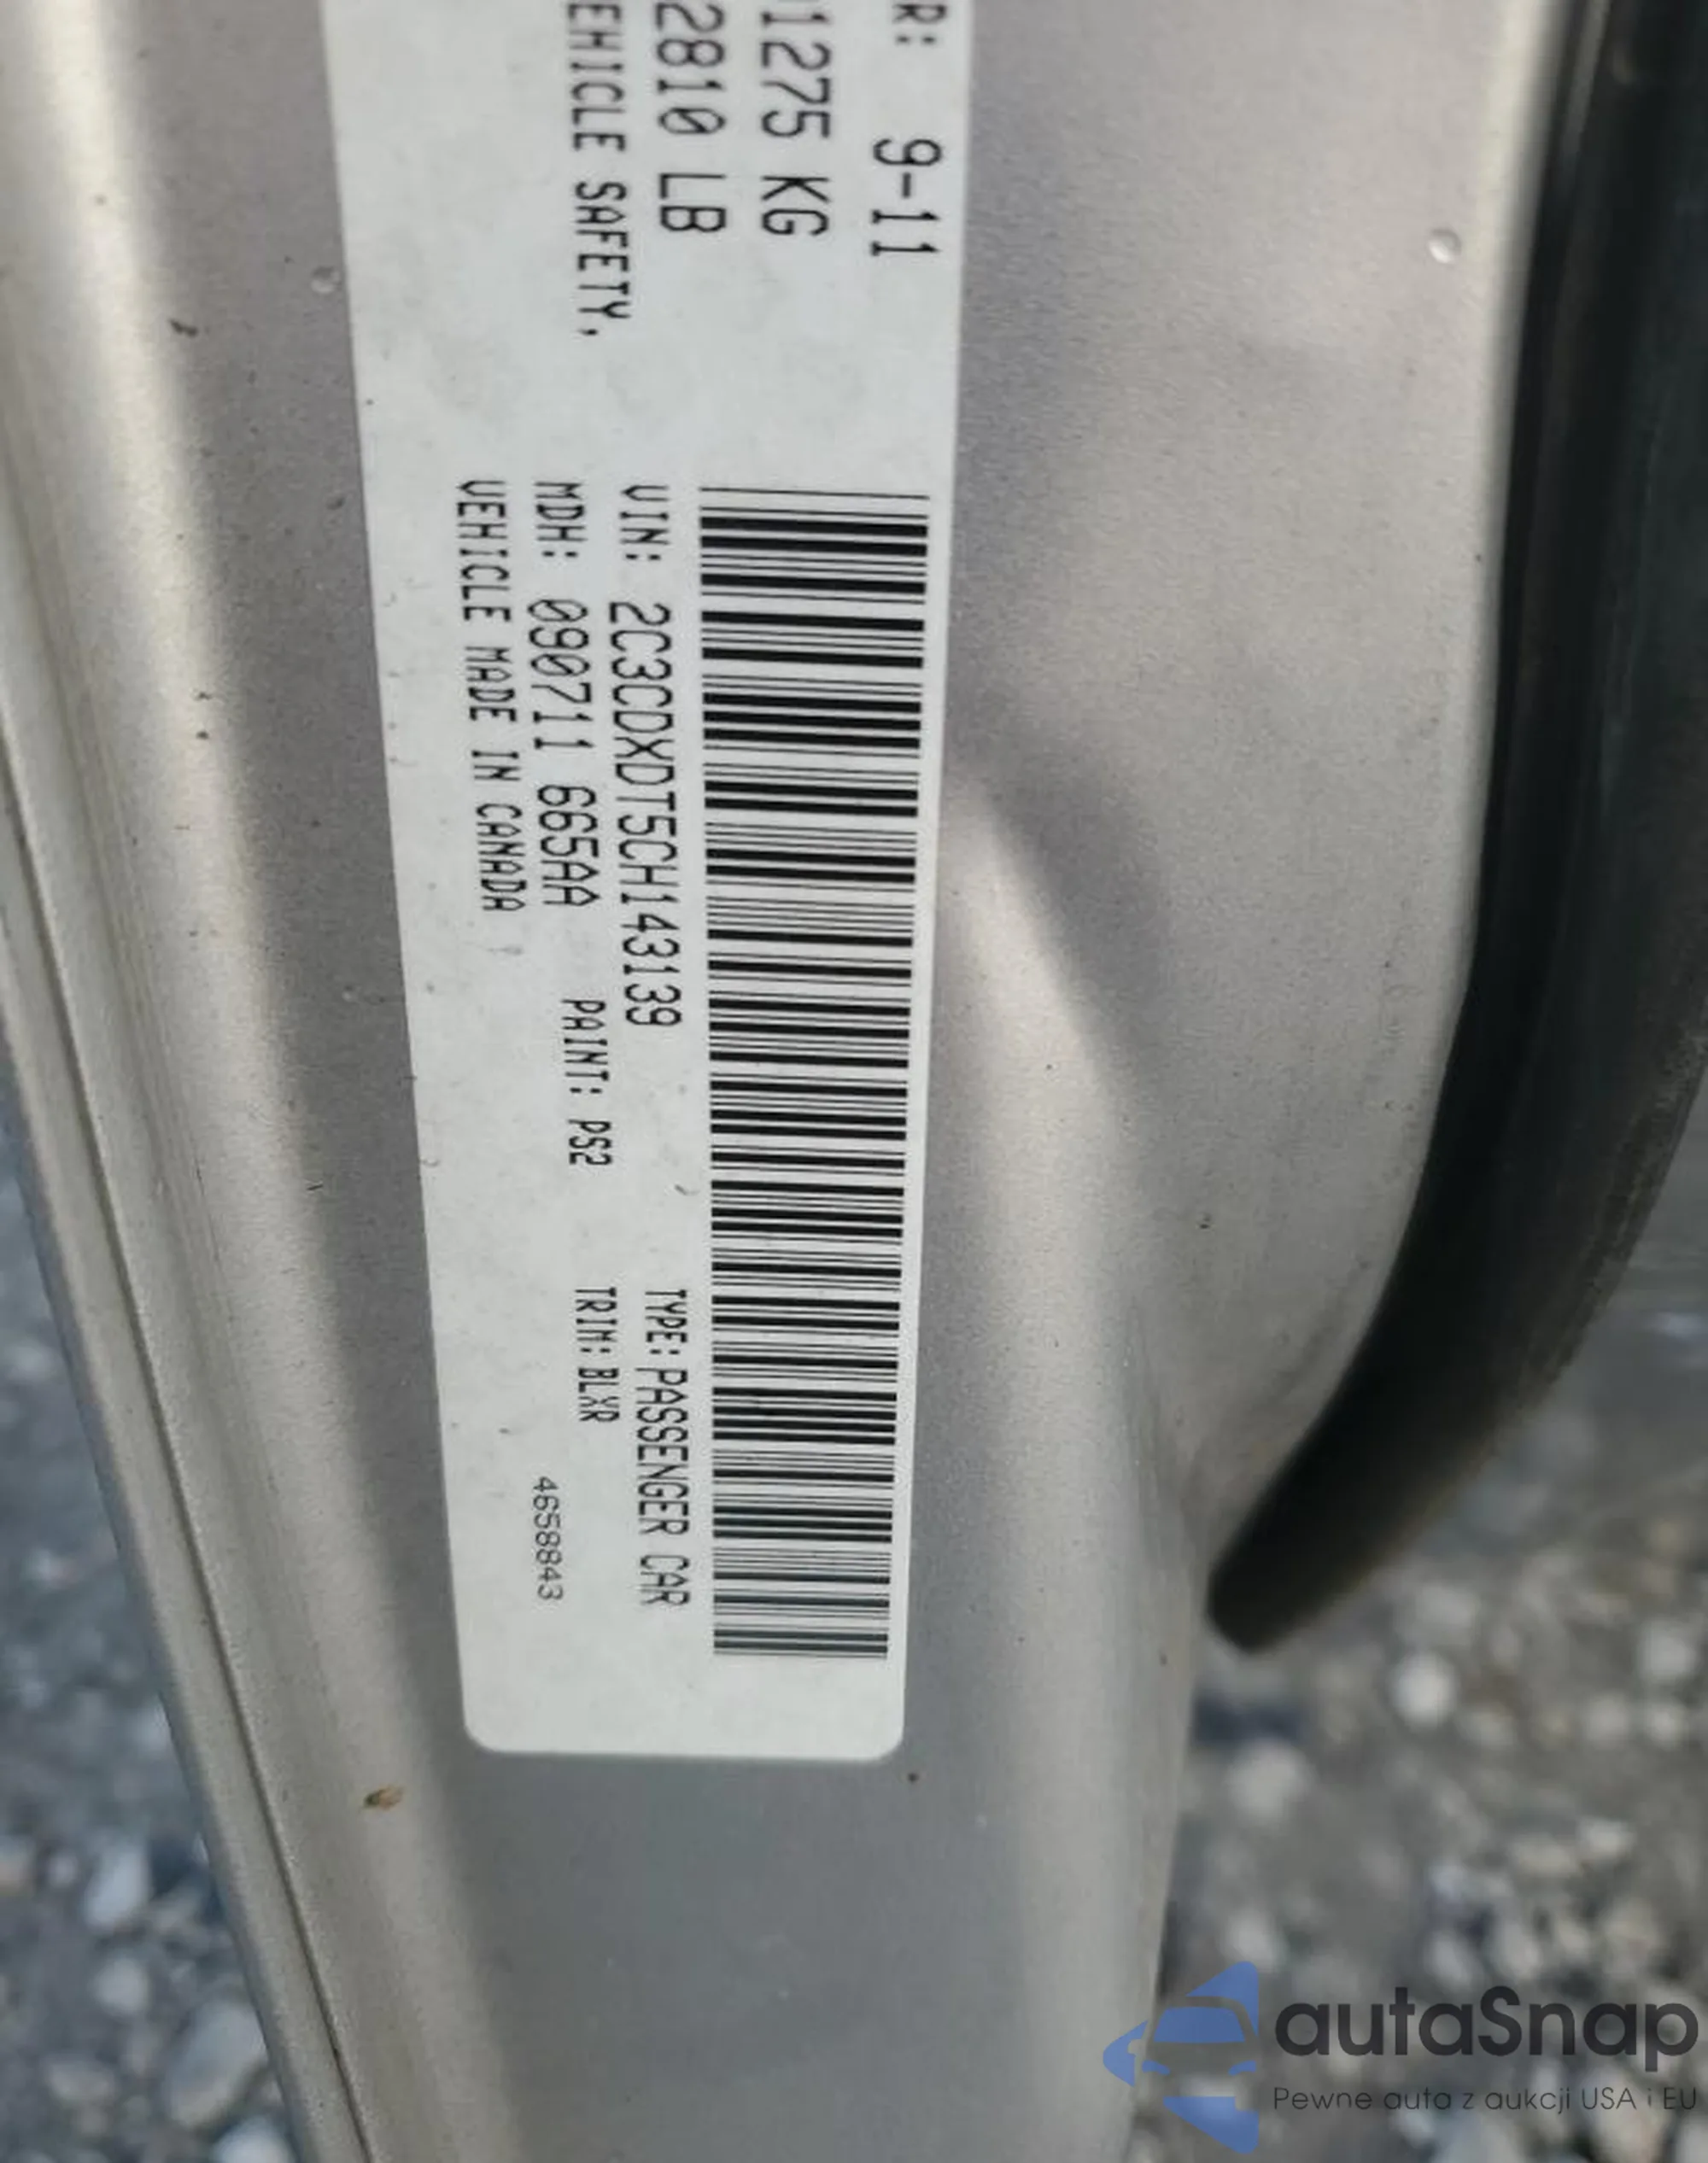 R: 9-11
1275 KG
2810 LB
EHICLE SAFETY,
VIN: 2C3CDXDT5CH143139 TYPE: PASSENGER CAR
MDH: 090711 665AA PAINT: PS2 TRIM: BLXR
VEHICLE MADE IN CANADA
4658843
autaSnap
Pewne auta z aukcji USA i EU